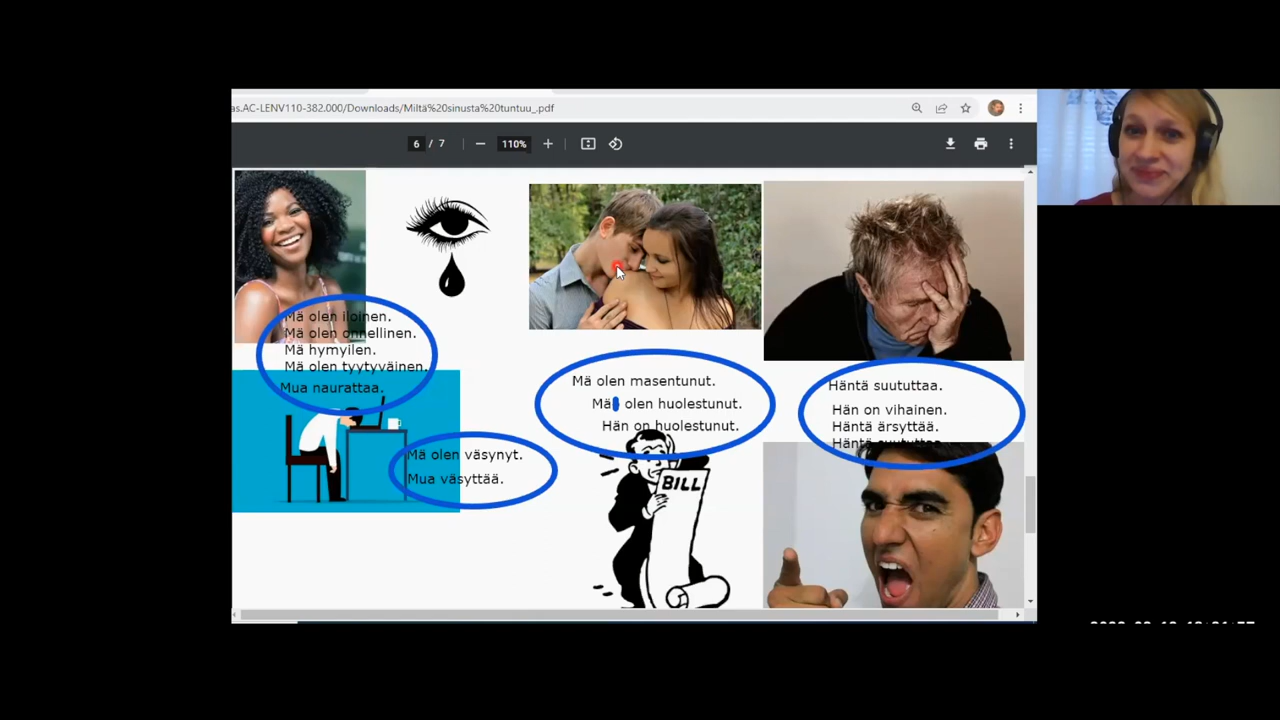 as.AC-LENV110-382.000/Downloads/Miltä%20sinusta%20tuntuu_.pdf
6 / 7
110%
Mä olen iloinen.
Mä olen onnellinen.
Mä hymyilen.
Mä olen tyytyväinen.
Mua naurattaa.
Mä olen väsynyt.
Mua väsyttää.
Mä olen masentunut.
Mä olen huolestunut.
Hän on huolestunut.
BILL
Häntä suututtaa.
Hän on vihainen.
Häntä ärsyttää.
Häntä suututtaa.